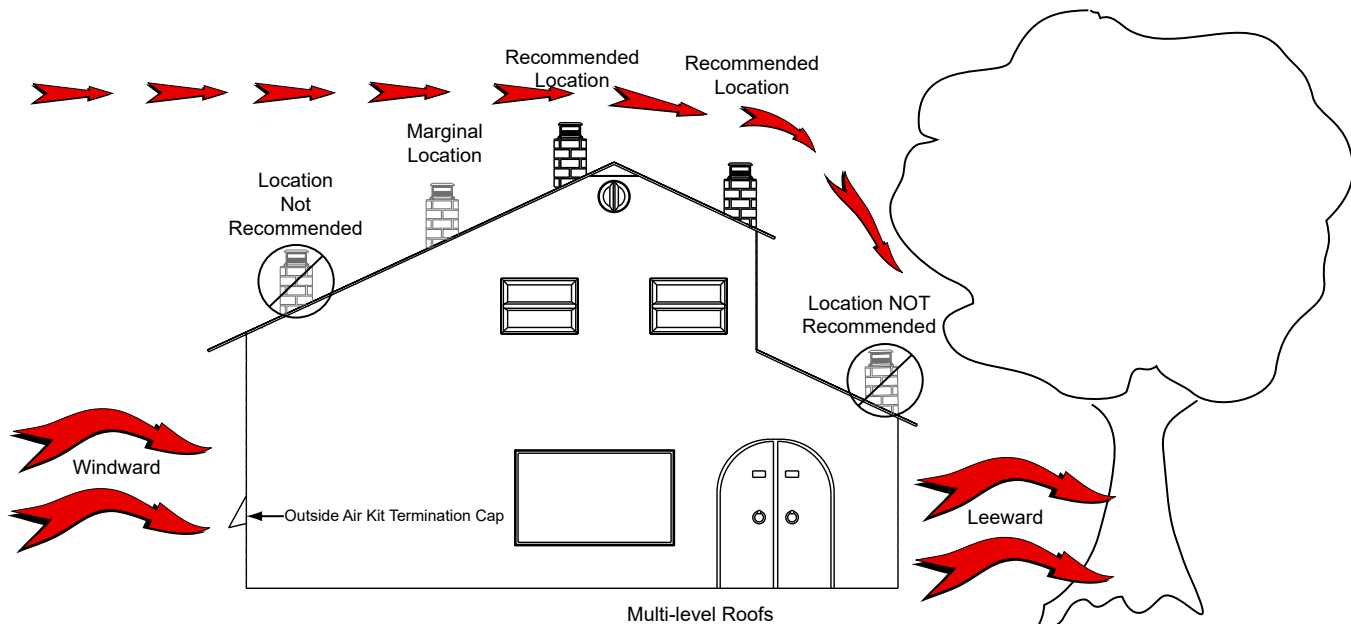 Recommended
Location
Recommended
Location
Marginal
Location
Location
Not
Recommended
Location NOT
Recommended
Windward
Outside Air Kit Termination Cap
Leeward
Multi-level Roofs